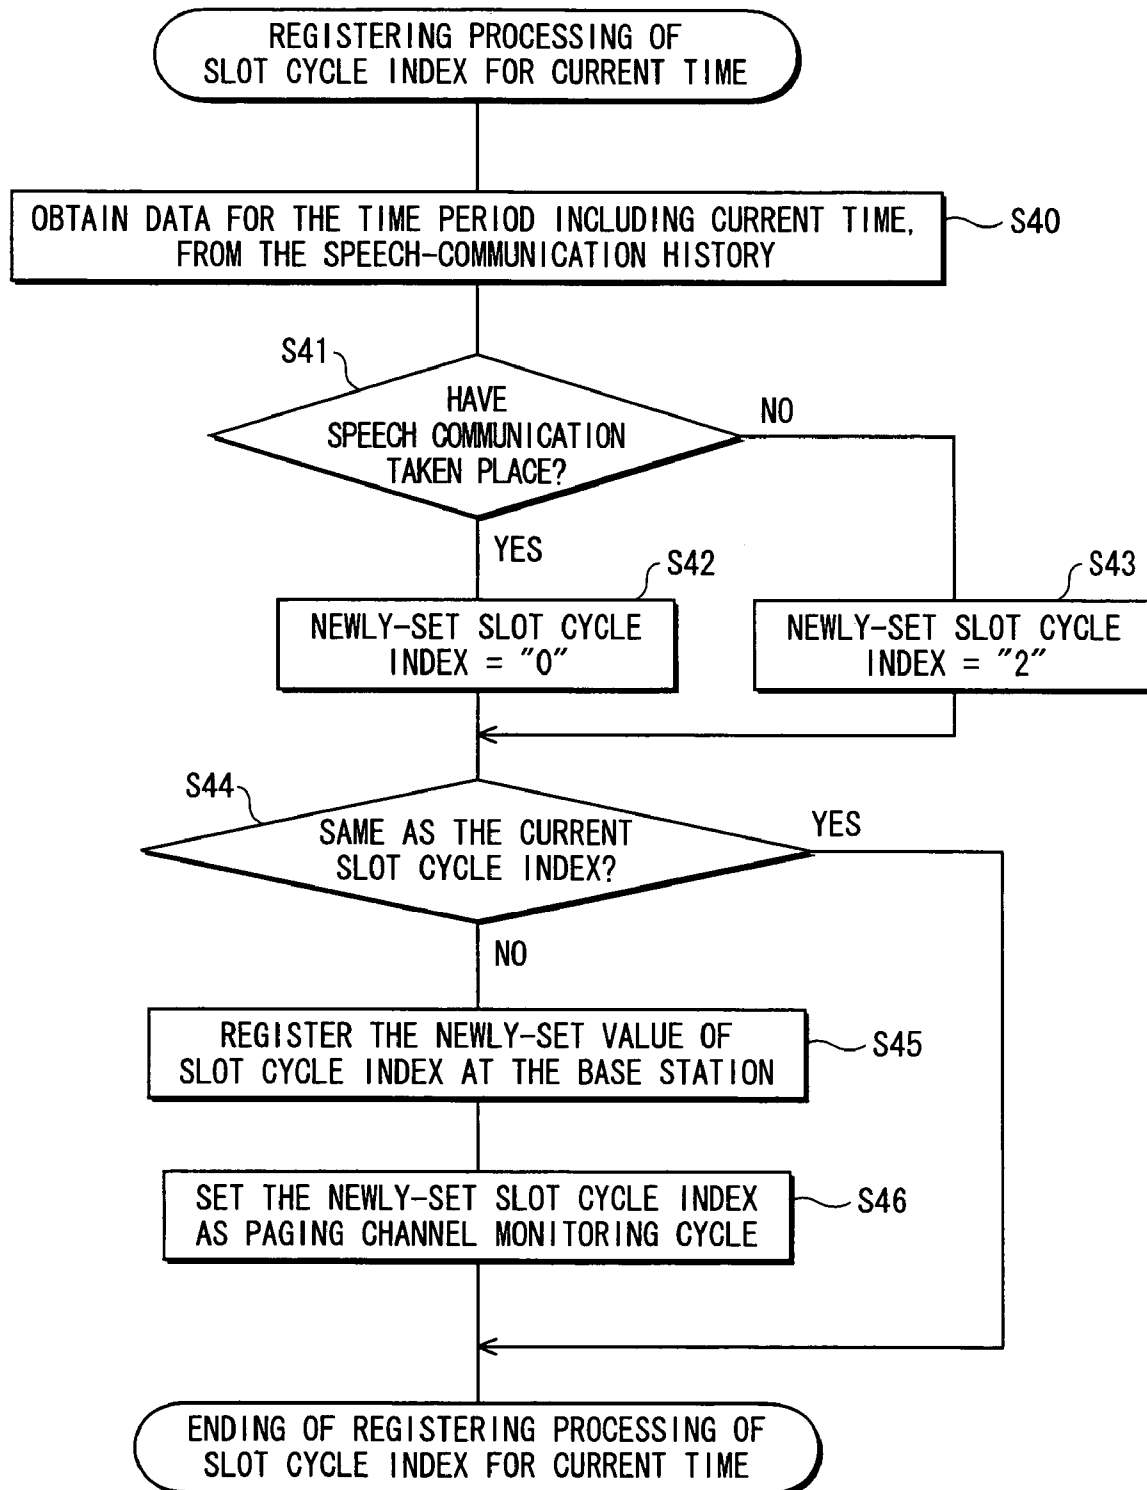 REGISTERING PROCESSING OF
SLOT CYCLE INDEX FOR CURRENT TIME
OBTAIN DATA FOR THE TIME PERIOD INCLUDING CURRENT TIME,
FROM THE SPEECH-COMMUNICATION HISTORY
S40
S41
HAVE
SPEECH COMMUNICATION
TAKEN PLACE?
NO
YES
S42
NEWLY-SET SLOT CYCLE
INDEX = "0"
S43
NEWLY-SET SLOT CYCLE
INDEX = "2"
S44
SAME AS THE CURRENT
SLOT CYCLE INDEX?
YES
NO
REGISTER THE NEWLY-SET VALUE OF
SLOT CYCLE INDEX AT THE BASE STATION
S45
SET THE NEWLY-SET SLOT CYCLE INDEX
AS PAGING CHANNEL MONITORING CYCLE
S46
ENDING OF REGISTERING PROCESSING OF
SLOT CYCLE INDEX FOR CURRENT TIME